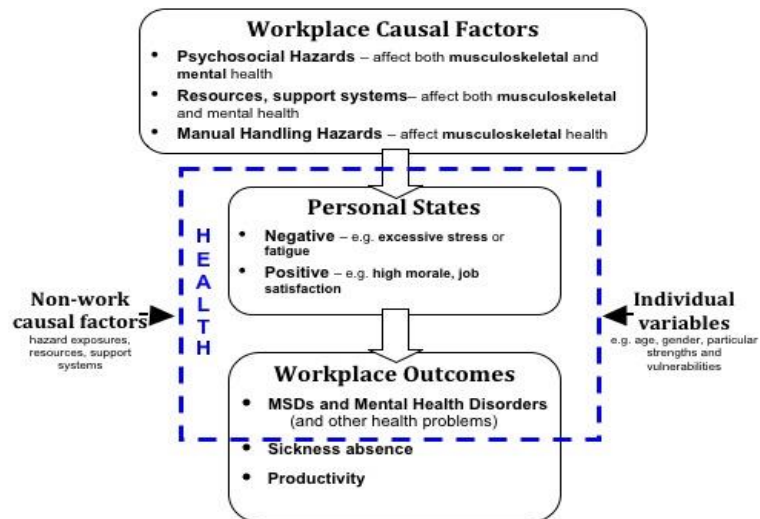 Workplace Causal Factors
• Psychosocial Hazards – affect both musculoskeletal and
mental health
• Resources, support systems– affect both musculoskeletal
and mental health
• Manual Handling Hazards – affect musculoskeletal health
HEALTH
Personal States
• Negative – e.g. excessive stress or
fatigue
• Positive – e.g. high morale, job
satisfaction
Non-work
causal factors
hazard exposures,
resources, support
systems
Individual
variables
e.g. age, gender, particular
strengths and
vulnerabilities
Workplace Outcomes
• MSDs and Mental Health Disorders
(and other health problems)
• Sickness absence
• Productivity